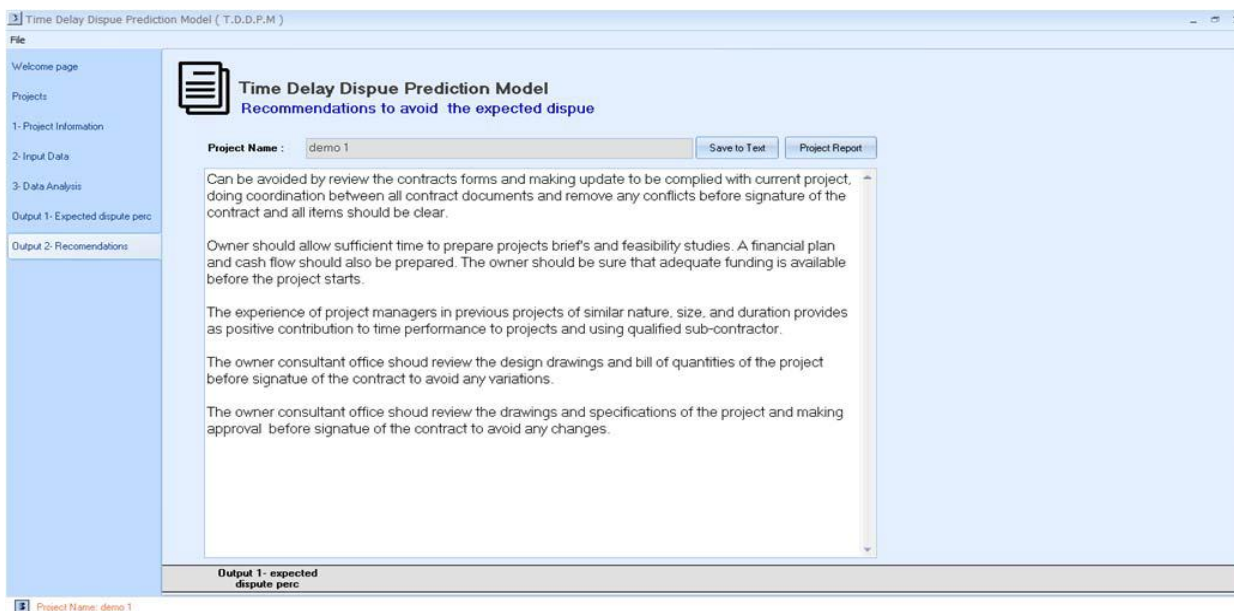 Time Delay Dispue Prediction Model ( T.D.D.P.M )
File
Welcome page
Projects
1- Project Information
2- Input Data
3- Data Analysis
Output 1- Expected dispute perc
Output 2- Recomendations
Time Delay Dispue Prediction Model
Recommendations to avoid the expected dispue
Project Name : demo 1 Save to Text Project Report
Can be avoided by review the contracts forms and making update to be complied with current project,
doing coordination between all contract documents and remove any conflicts before signature of the
contract and all items should be clear.
Owner should allow sufficient time to prepare projects brief's and feasibility studies. A financial plan
and cash flow should also be prepared. The owner should be sure that adequate funding is available
before the project starts.
The experience of project managers in previous projects of similar nature, size, and duration provides
as positive contribution to time performance to projects and using qualified sub-contractor.
The owner consultant office shoud review the design drawings and bill of quantities of the project
before signatue of the contract to avoid any variations.
The owner consultant office shoud review the drawings and specifications of the project and making
approval before signatue of the contract to avoid any changes.
Output 1- expected
dispute perc
Project Name: demo 1